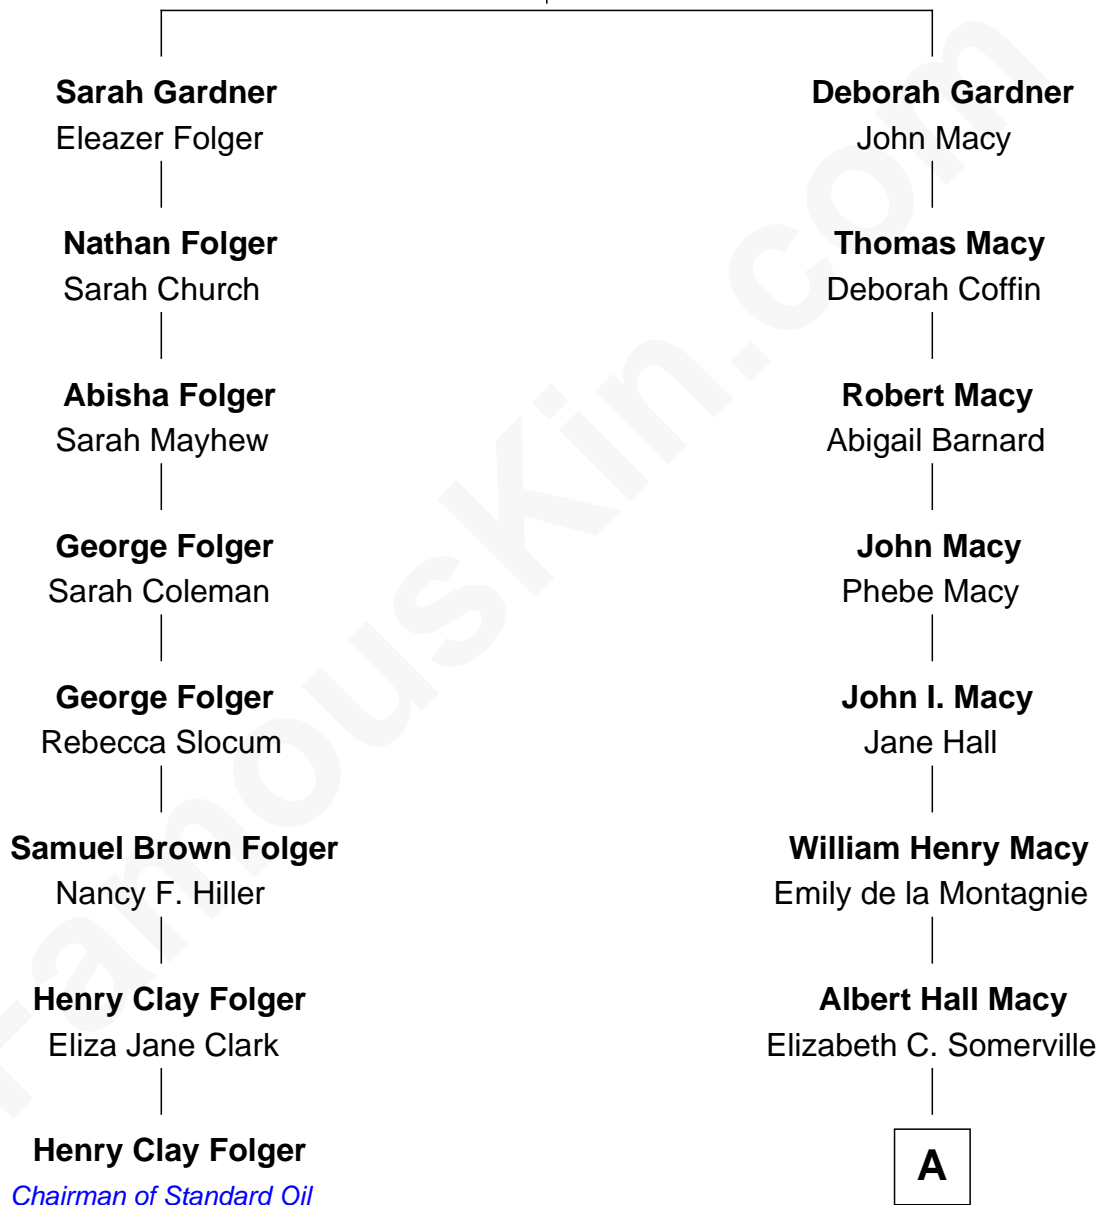 Sarah Gardner
Eleazer Folger
Nathan Folger
Sarah Church
Abisha Folger
Sarah Mayhew
George Folger
Sarah Coleman
George Folger
Rebecca Slocum
Samuel Brown Folger
Nancy F. Hiller
Henry Clay Folger
Eliza Jane Clark
Henry Clay Folger
Chairman of Standard Oil
Deborah Gardner
John Macy
Thomas Macy
Deborah Coffin
Robert Macy
Abigail Barnard
John Macy
Phebe Macy
John I. Macy
Jane Hall
William Henry Macy
Emily de la Montagnie
Albert Hall Macy
Elizabeth C. Somerville
A
FamousKin.com